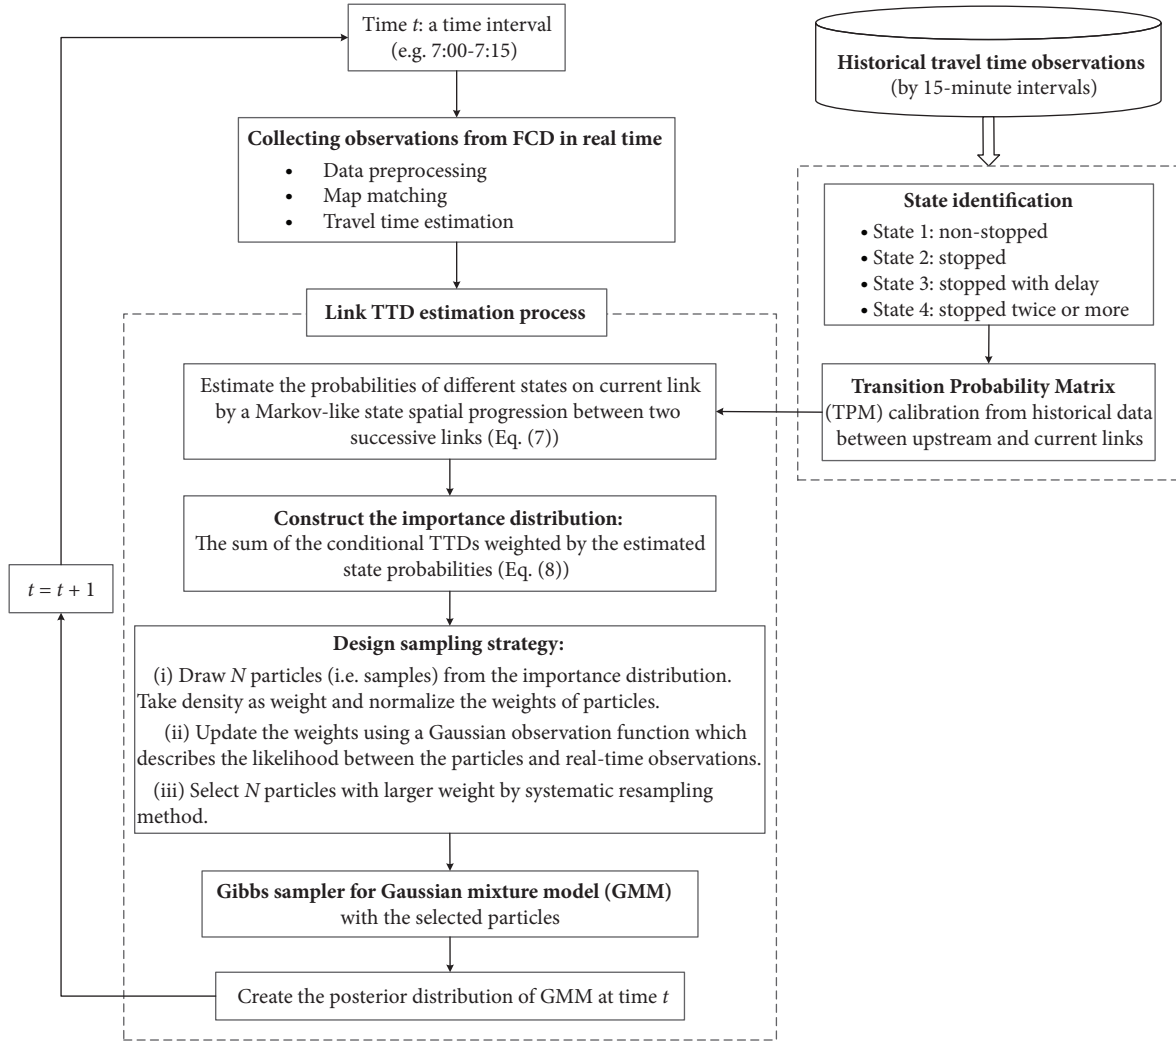 Time t: a time interval
(e.g. 7:00-7:15)
Collecting observations from FCD in real time
• Data preprocessing
• Map matching
• Travel time estimation
Historical travel time observations
(by 15-minute intervals)
State identification
• State 1: non-stopped
• State 2: stopped
• State 3: stopped with delay
• State 4: stopped twice or more
Transition Probability Matrix
(TPM) calibration from historical data
between upstream and current links
Link TTD estimation process
Estimate the probabilities of different states on current link
by a Markov-like state spatial progression between two
successive links (Eq. (7))
Construct the importance distribution:
The sum of the conditional TTDs weighted by the estimated
state probabilities (Eq. (8))
t = t + 1
Design sampling strategy:
(i) Draw N particles (i.e. samples) from the importance distribution.
Take density as weight and normalize the weights of particles.
(ii) Update the weights using a Gaussian observation function which
describes the likelihood between the particles and real-time observations.
(iii) Select N particles with larger weight by systematic resampling
method.
Gibbs sampler for Gaussian mixture model (GMM)
with the selected particles
Create the posterior distribution of GMM at time t